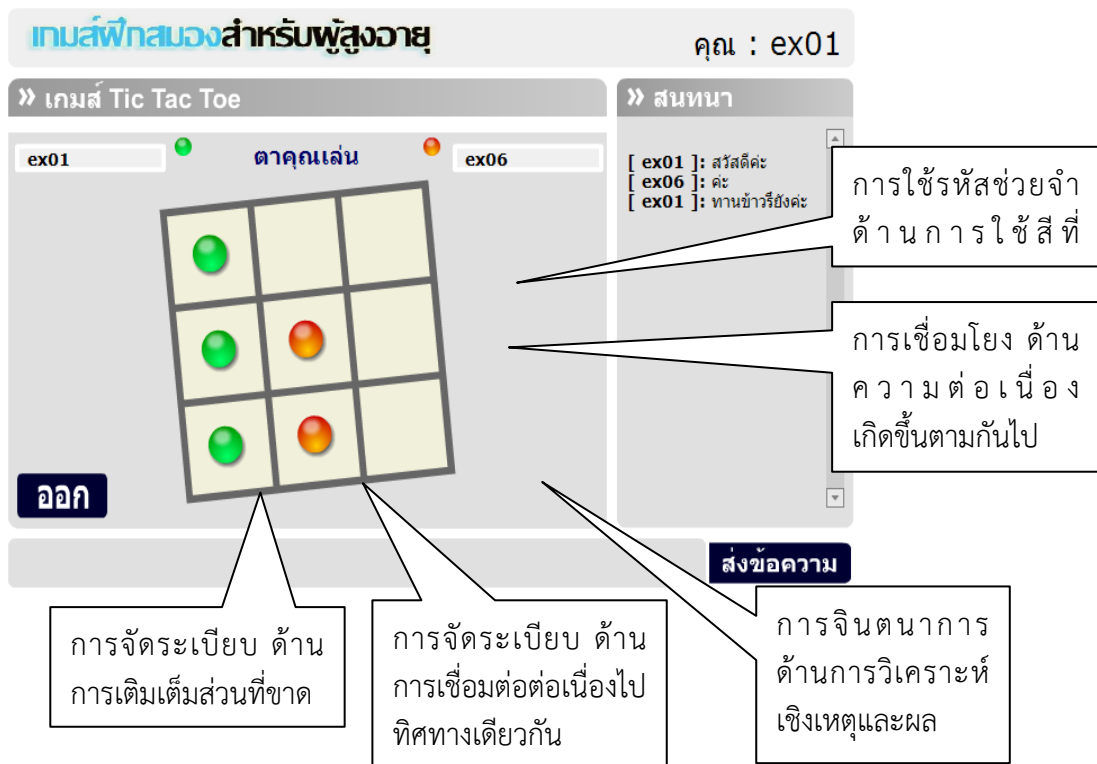 เกมส์ฝึกสมองสำหรับผู้สูงอายุ
คุณ : ex01
» เกมส์ Tic Tac Toe
» สนทนา
ex01
ตาคุณเล่น
ex06
[ ex01 ]: สวัสดีค่ะ
[ ex06 ]: ค่ะ
[ ex01 ]: ทานข้าวรึยังค่ะ
การใช้รหัสช่วยจำ
ด้านการใช้สีที่
การเชื่อมโยง ด้าน
ความต่อเนื่อง
เกิดขึ้นตามกันไป
ออก
ส่งข้อความ
การจัดระเบียบ ด้าน
การเติมเต็มส่วนที่ขาด
การจัดระเบียบ ด้าน
การเชื่อมต่อต่อเนื่องไป
ทิศทางเดียวกัน
การจินตนาการ
ด้านการวิเคราะห์
เชิงเหตุและผล